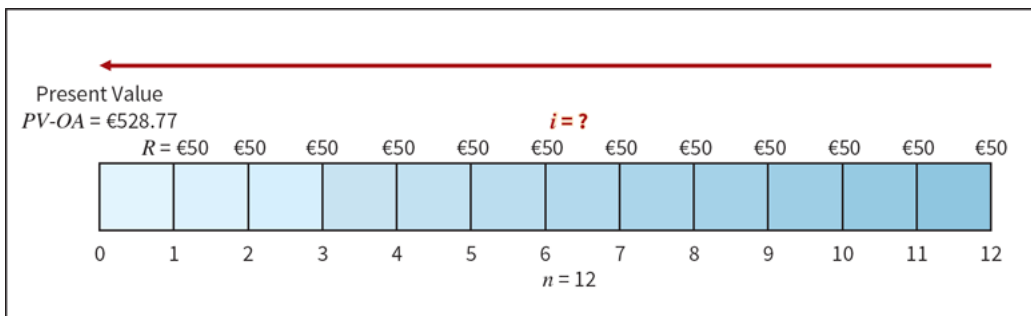 Present Value
PV-OA = €528.77
i = ?
R = €50 €50 €50 €50 €50 €50 €50 €50 €50 €50 €50 €50
0 1 2 3 4 5 6 7 8 9 10 11 12
n = 12